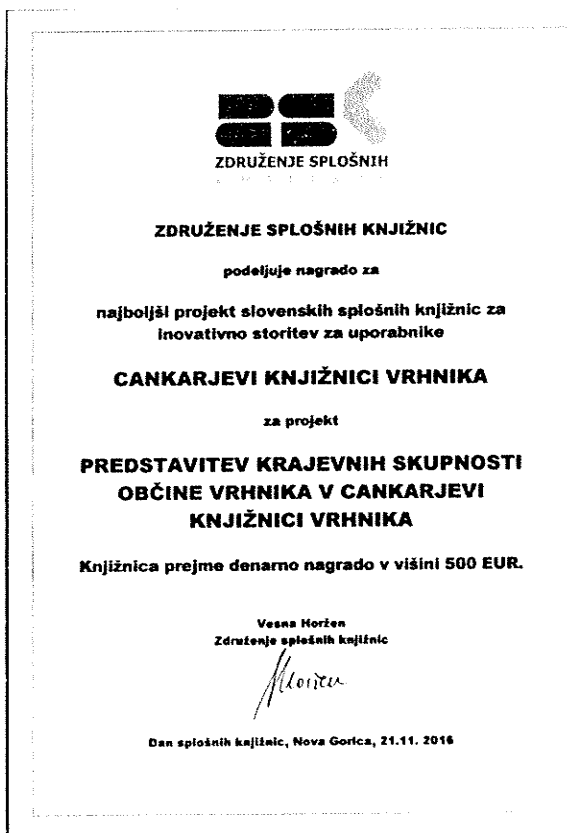 ZDRUŽENJE SPLOŠNIH
ZDRUŽENJE SPLOŠNIH KNJIŽNIC
podeljuje nagrado za
najboljši projekt slovenskih splošnih knjižnic za
inovativno storitev za uporabnike
CANKARJEVI KNJIŽNICI VRHNIKA
za projekt
PREDSTAVITEV KRAJEVNIH SKUPNOSTI
OBČINE VRHNIKA V CANKARJEVI
KNJIŽNICI VRHNIKA
Knjižnica prejme denarno nagrado v višini 500 EUR.
Vesna Horžen
Združenje splošnih knjižnic
Horžen
Dan splošnih knjižnic, Nova Gorica, 21.11. 2016